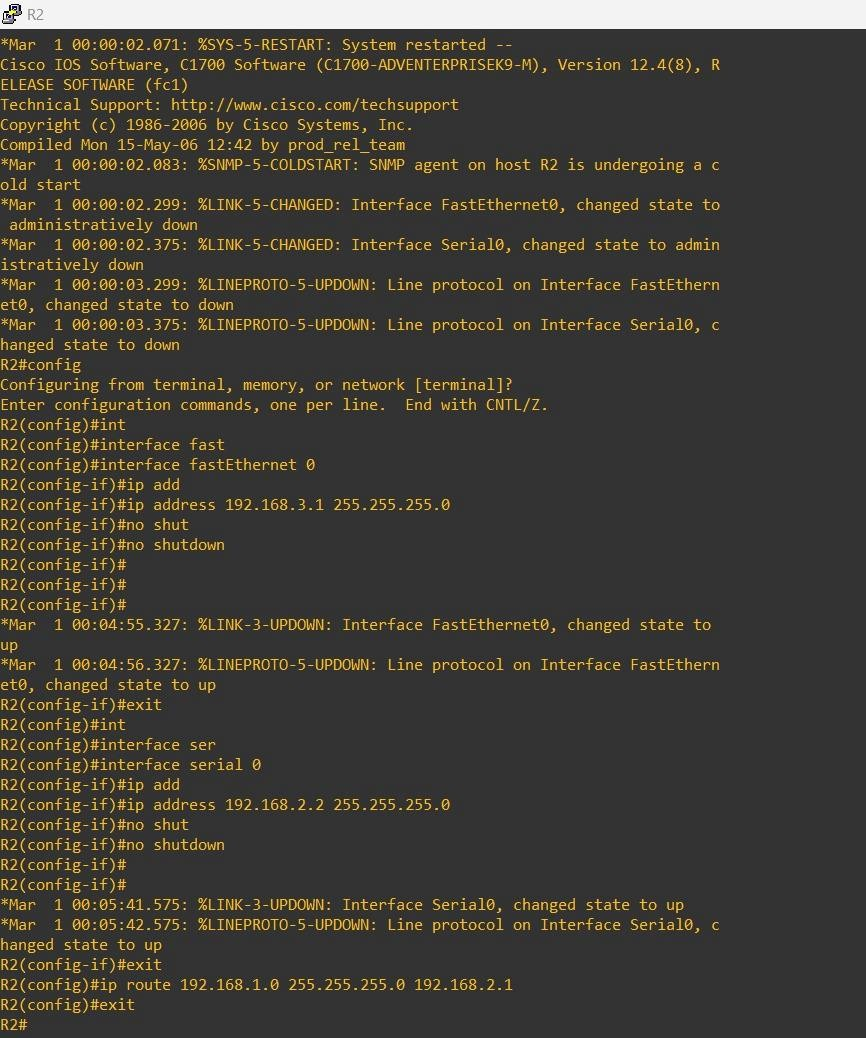 R2
*Mar  1 00:00:02.071: %SYS-5-RESTART: System restarted --
Cisco IOS Software, C1700 Software (C1700-ADVENTERPRISEK9-M), Version 12.4(8), R
ELEASE SOFTWARE (fc1)
Technical Support: http://www.cisco.com/techsupport
Copyright (c) 1986-2006 by Cisco Systems, Inc.
Compiled Mon 15-May-06 12:42 by prod_rel_team
*Mar  1 00:00:02.083: %SNMP-5-COLDSTART: SNMP agent on host R2 is undergoing a c
old start
*Mar  1 00:00:02.299: %LINK-5-CHANGED: Interface FastEthernet0, changed state to
 administratively down
*Mar  1 00:00:02.375: %LINK-5-CHANGED: Interface Serial0, changed state to admin
istratively down
*Mar  1 00:00:03.299: %LINEPROTO-5-UPDOWN: Line protocol on Interface FastEthern
et0, changed state to down
*Mar  1 00:00:03.375: %LINEPROTO-5-UPDOWN: Line protocol on Interface Serial0, c
hanged state to down
R2#config
Configuring from terminal, memory, or network [terminal]?
Enter configuration commands, one per line.  End with CNTL/Z.
R2(config)#int
R2(config)#interface fast
R2(config)#interface fastEthernet 0
R2(config-if)#ip add
R2(config-if)#ip address 192.168.3.1 255.255.255.0
R2(config-if)#no shut
R2(config-if)#no shutdown
R2(config-if)#
R2(config-if)#
R2(config-if)#
*Mar  1 00:04:55.327: %LINK-3-UPDOWN: Interface FastEthernet0, changed state to
up
*Mar  1 00:04:56.327: %LINEPROTO-5-UPDOWN: Line protocol on Interface FastEthern
et0, changed state to up
R2(config-if)#exit
R2(config)#int
R2(config)#interface ser
R2(config)#interface serial 0
R2(config-if)#ip add
R2(config-if)#ip address 192.168.2.2 255.255.255.0
R2(config-if)#no shut
R2(config-if)#no shutdown
R2(config-if)#
R2(config-if)#
*Mar  1 00:05:41.575: %LINK-3-UPDOWN: Interface Serial0, changed state to up
*Mar  1 00:05:42.575: %LINEPROTO-5-UPDOWN: Line protocol on Interface Serial0, c
hanged state to up
R2(config-if)#exit
R2(config)#ip route 192.168.1.0 255.255.255.0 192.168.2.1
R2(config)#exit
R2#